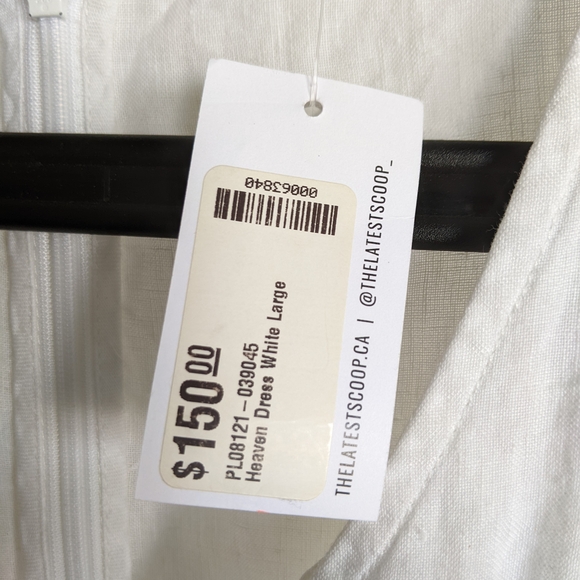 00063840
$150.00
PL08121-039045
Heaven Dress White Large
THELATESTSCOOP.CA | @THELATESTSCOOP_